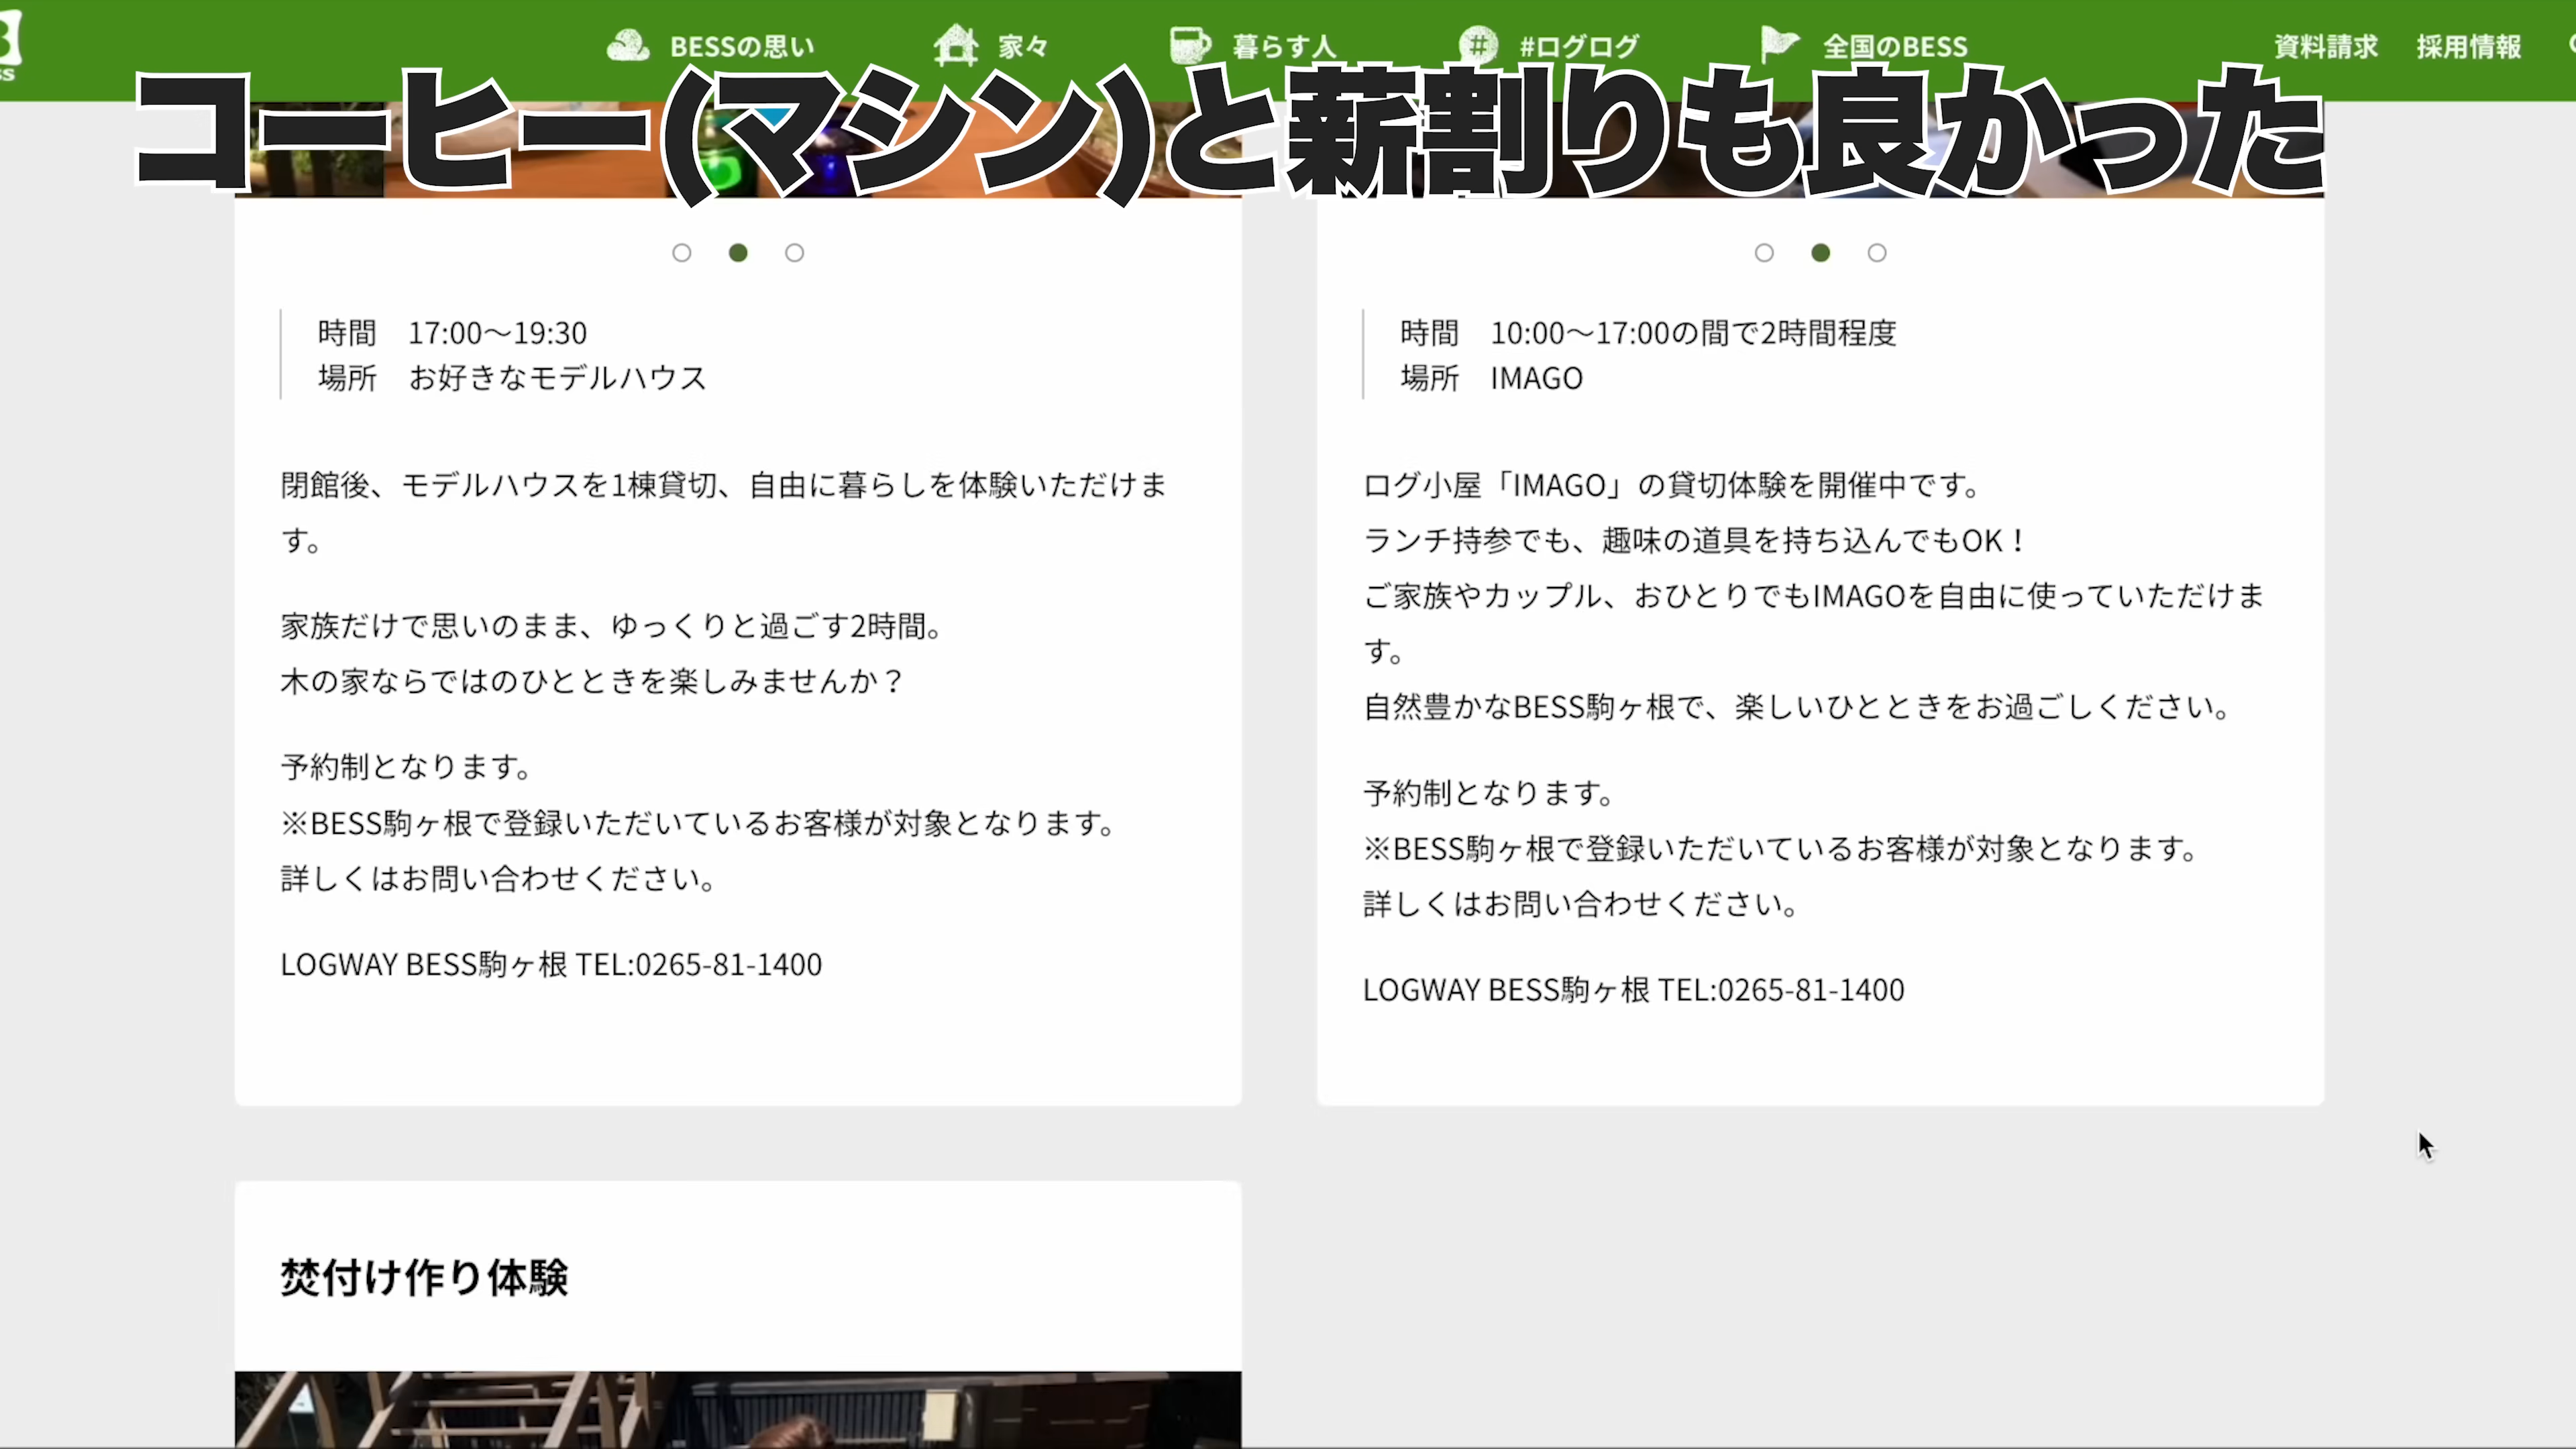 BESSの思い
家々
暮らす人
#ログログ
全国のBESS
資料請求
採用情報
コーヒー(マシン)と薪割りも良かった
時間 17:00〜19:30
場所 お好きなモデルハウス
閉館後、モデルハウスを1棟貸切、自由に暮らしを体験いただけま
す。
家族だけで思いのまま、ゆっくりと過ごす2時間。
木の家ならではのひとときを楽しみませんか？
予約制となります。
※BESS駒ヶ根で登録いただいているお客様が対象となります。
詳しくはお問い合わせください。
LOGWAY BESS駒ヶ根 TEL:0265-81-1400
時間 10:00〜17:00の間で2時間程度
場所 IMAGO
ログ小屋「IMAGO」の貸切体験を開催中です。
ランチ持参でも、趣味の道具を持ち込んでもOK！
ご家族やカップル、おひとりでもIMAGOを自由に使っていただけま
す。
自然豊かなBESS駒ヶ根で、楽しいひとときをお過ごしください。
予約制となります。
※BESS駒ヶ根で登録いただいているお客様が対象となります。
詳しくはお問い合わせください。
LOGWAY BESS駒ヶ根 TEL:0265-81-1400
焚付け作り体験